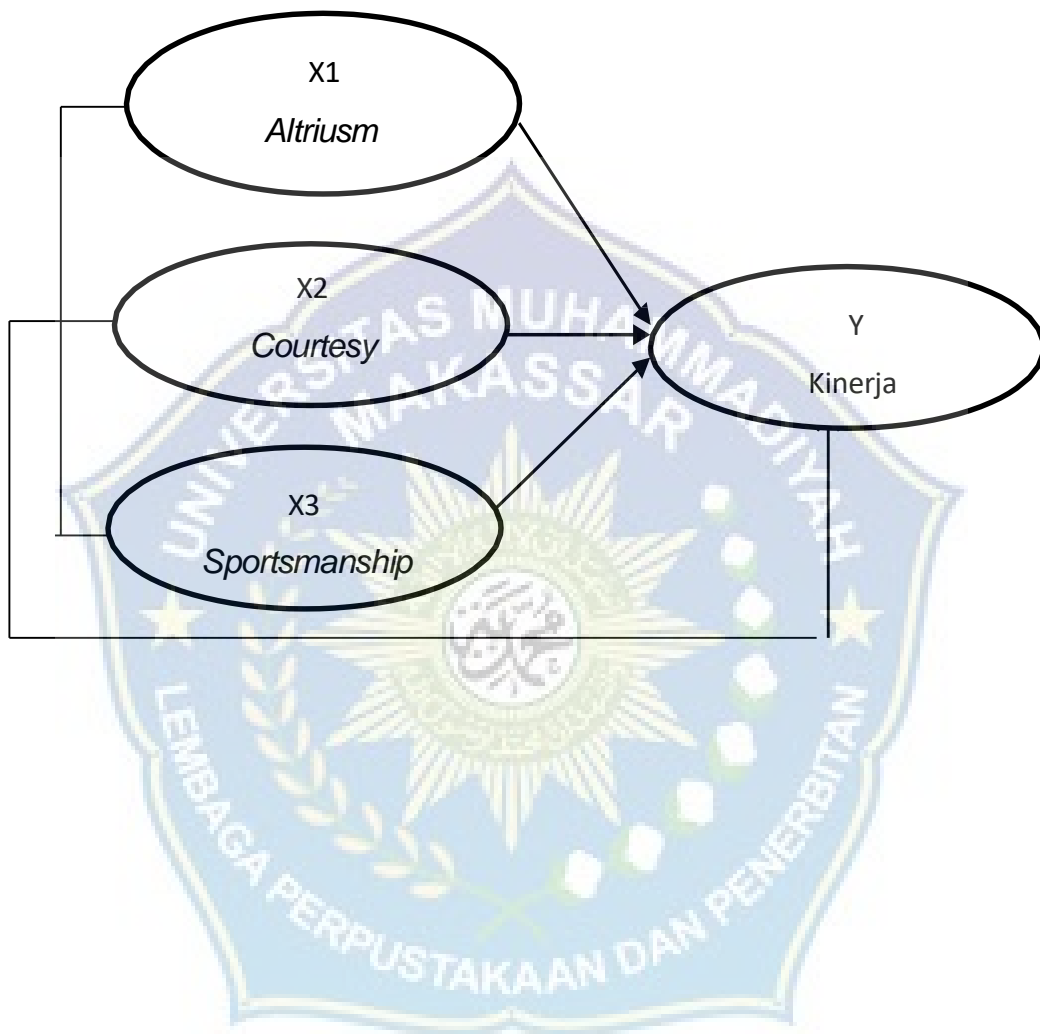 X1
Altriusm
X2
Courtesy
X3
Sportsmanship
Y
Kinerja
UNIVERSITAS MUHAMMADIYAH
MAKASSAR
LEMBAGA PERPUSTAKAAN DAN PENERBITAN